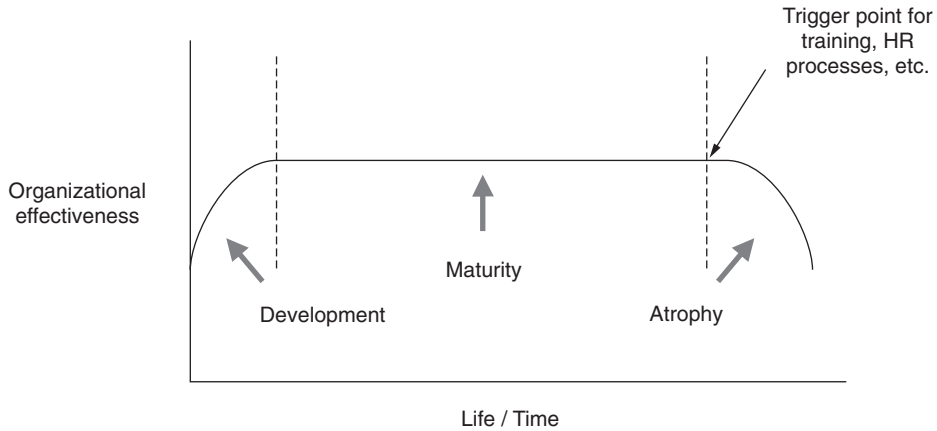 Trigger point for
training, HR
processes, etc.
Organizational
effectiveness
Maturity
Development
Atrophy
Life / Time